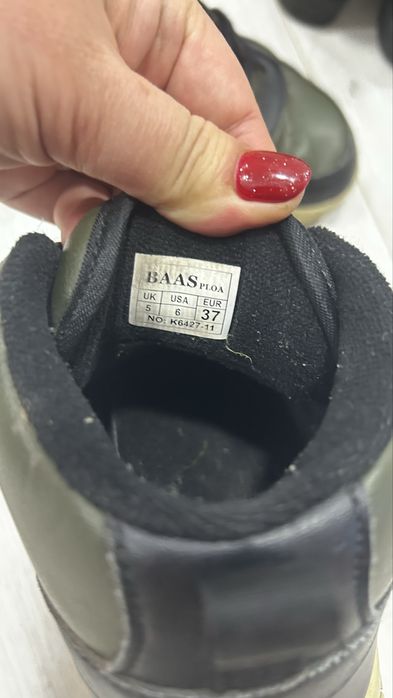 BAAS PLOA
UK USA EUR
5 6 37
NO: K6427-11